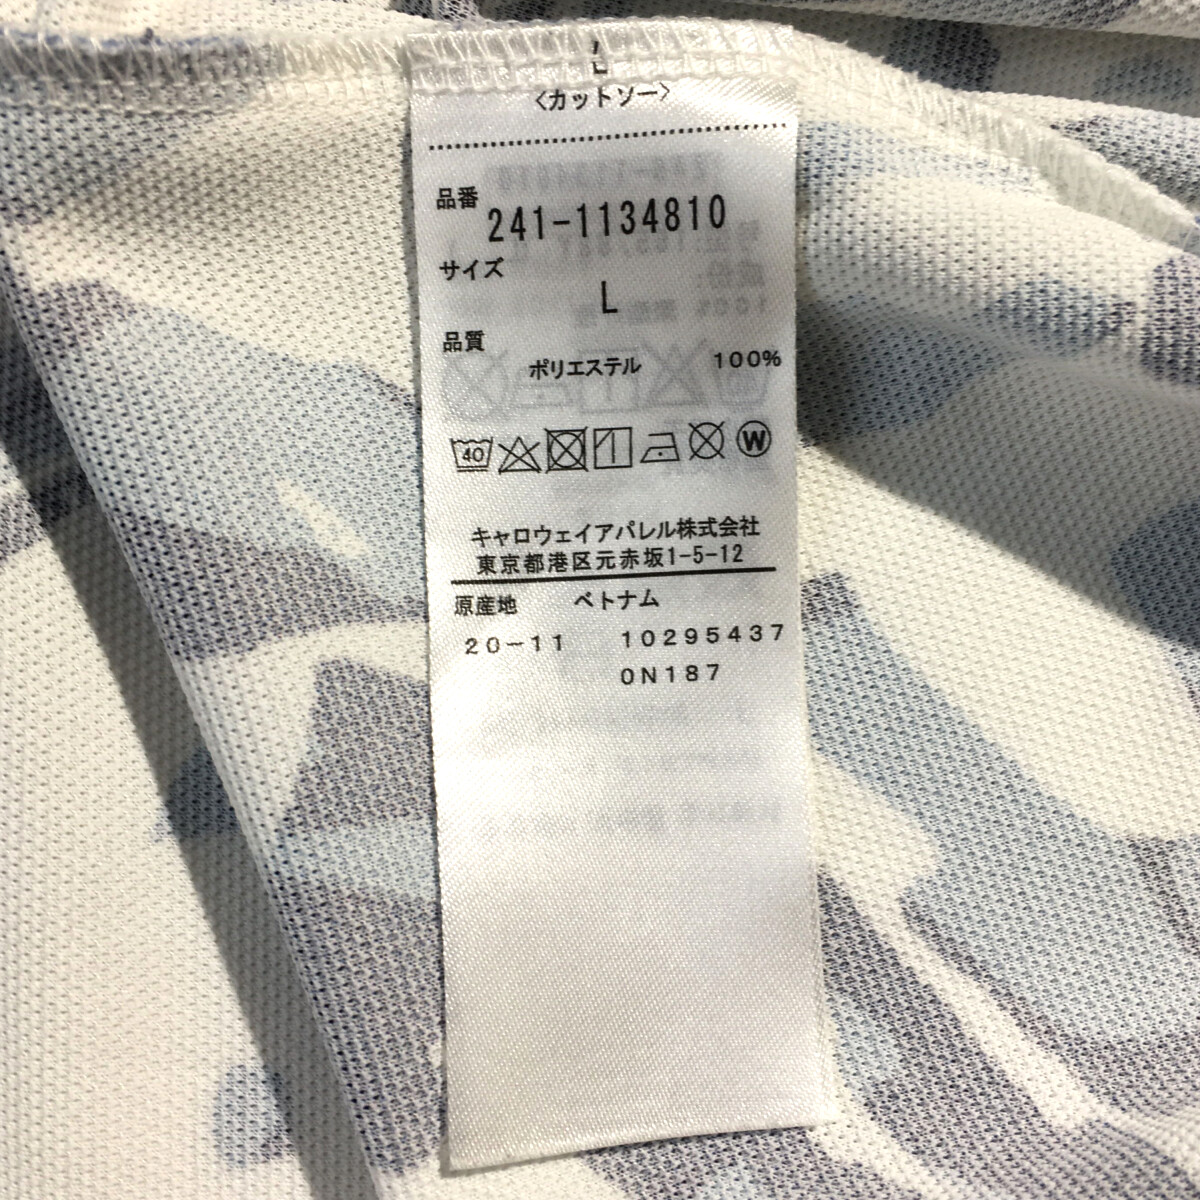 L
〈カットソー〉
品番
241-1134810
サイズ
L
品質
ポリエステル 100%
40 W
キャロウェイアパレル株式会社
東京都港区元赤坂1-5-12
原産地 ベトナム
20-11 10295437
0N187